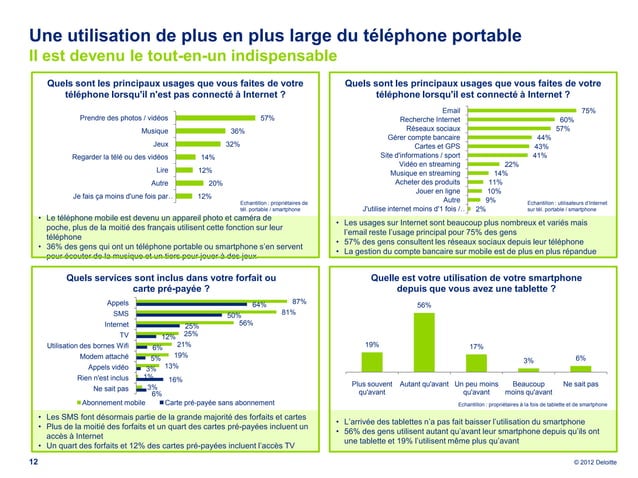 Une utilisation de plus en plus large du téléphone portable
Il est devenu le tout-en-un indispensable
Quels sont les principaux usages que vous faites de votre
téléphone lorsqu'il n'est pas connecté à Internet ?
Prendre des photos / vidéos 57%
Musique 36%
Jeux 32%
Regarder la télé ou des vidéos 14%
Lire 12%
Autre 20%
Je fais ça moins d'une fois par… 12%
Echantillon : propriétaires de
tél. portable / smartphone
• Le téléphone mobile est devenu un appareil photo et caméra de
poche, plus de la moitié des français utilisent cette fonction sur leur
téléphone
• 36% des gens qui ont un téléphone portable ou smartphone s'en servent
pour écouter de la musique et un tiers pour jouer à des jeux
Quels sont les principaux usages que vous faites de votre
téléphone lorsqu'il est connecté à Internet ?
Email 75%
Recherche Internet 60%
Réseaux sociaux 57%
Gérer compte bancaire 44%
Cartes et GPS 43%
Site d'informations / sport 41%
Vidéo en streaming 22%
Musique en streaming 14%
Acheter des produits 11%
Jouer en ligne 10%
Autre 9%
J'utilise internet moins d'1 fois /… 2%
Echantillon : utilisateurs d'Internet
sur tél. portable / smartphone
• Les usages sur Internet sont beaucoup plus nombreux et variés mais
l'email reste l'usage principal pour 75% des gens
• 57% des gens consultent les réseaux sociaux depuis leur téléphone
• La gestion du compte bancaire sur mobile est de plus en plus répandue
Quels services sont inclus dans votre forfait ou
carte pré-payée ?
Appels 87% 64%
SMS 81% 50%
Internet 56% 25%
TV 25% 12%
Utilisation des bornes Wifi 21% 6%
Modem attaché 19% 5%
Appels vidéo 13% 3%
Rien n'est inclus 1% 16%
Ne sait pas 3% 6%
Abonnement mobile Carte pré-payée sans abonnement
• Les SMS font désormais partie de la grande majorité des forfaits et cartes
• Plus de la moitié des forfaits et un quart des cartes pré-payées incluent un
accès à Internet
• Un quart des forfaits et 12% des cartes pré-payées incluent l'accès TV
Quelle est votre utilisation de votre smartphone
depuis que vous avez une tablette ?
19% 56% 17% 3% 6%
Plus souvent qu'avant
Autant qu'avant
Un peu moins qu'avant
Beaucoup moins qu'avant
Ne sait pas
Echantillon : propriétaires à la fois de tablette et de smartphone
• L'arrivée des tablettes n'a pas fait baisser l'utilisation du smartphone
• 56% des gens utilisent autant qu'avant leur smartphone depuis qu'ils ont
une tablette et 19% l'utilisent même plus qu'avant
12
© 2012 Deloitte